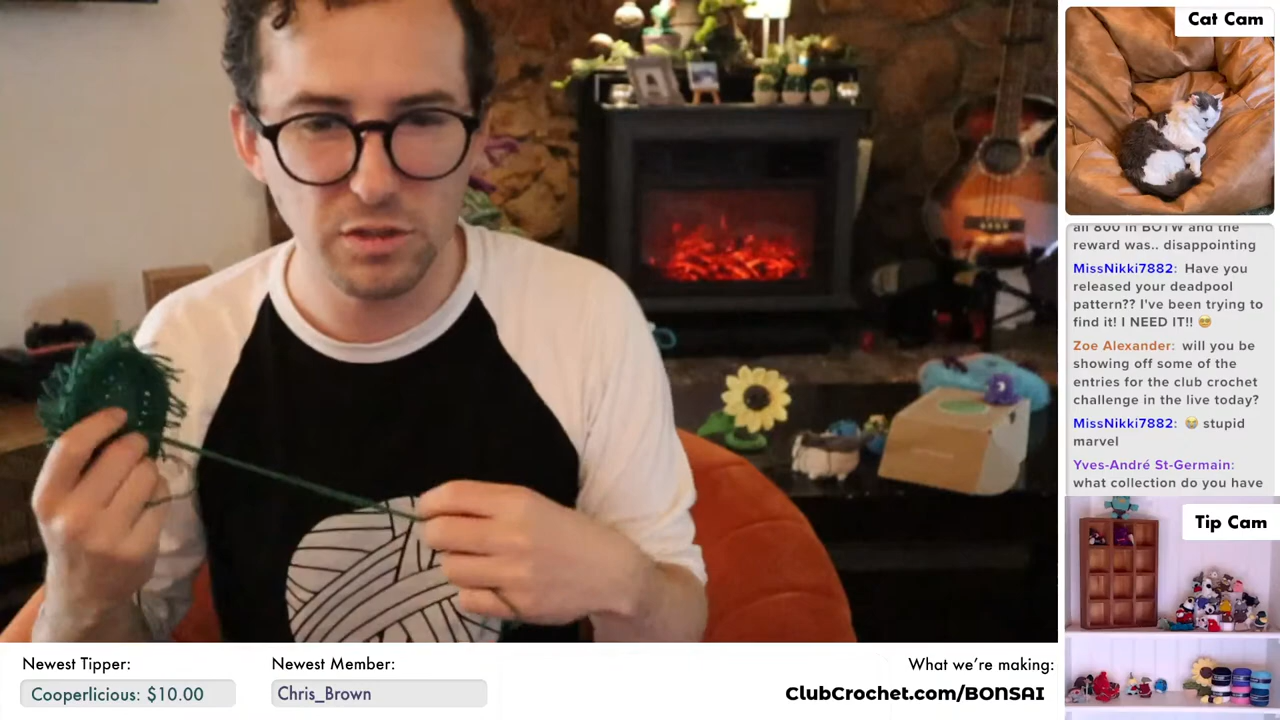 Cat Cam
all 800 in BOTW and the
reward was.. disappointing
MissNikki7882: Have you
released your deadpool
pattern?? I've been trying to
find it! I NEED IT!! 🥹
Zoe Alexander: will you be
showing off some of the
entries for the club crochet
challenge in the live today?
MissNikki7882: 😭 stupid
marvel
Yves-André St-Germain:
what collection do you have
Tip Cam
Newest Tipper:
Cooperlicious: $10.00
Newest Member:
Chris_Brown
What we're making:
ClubCrochet.com/BONSAI